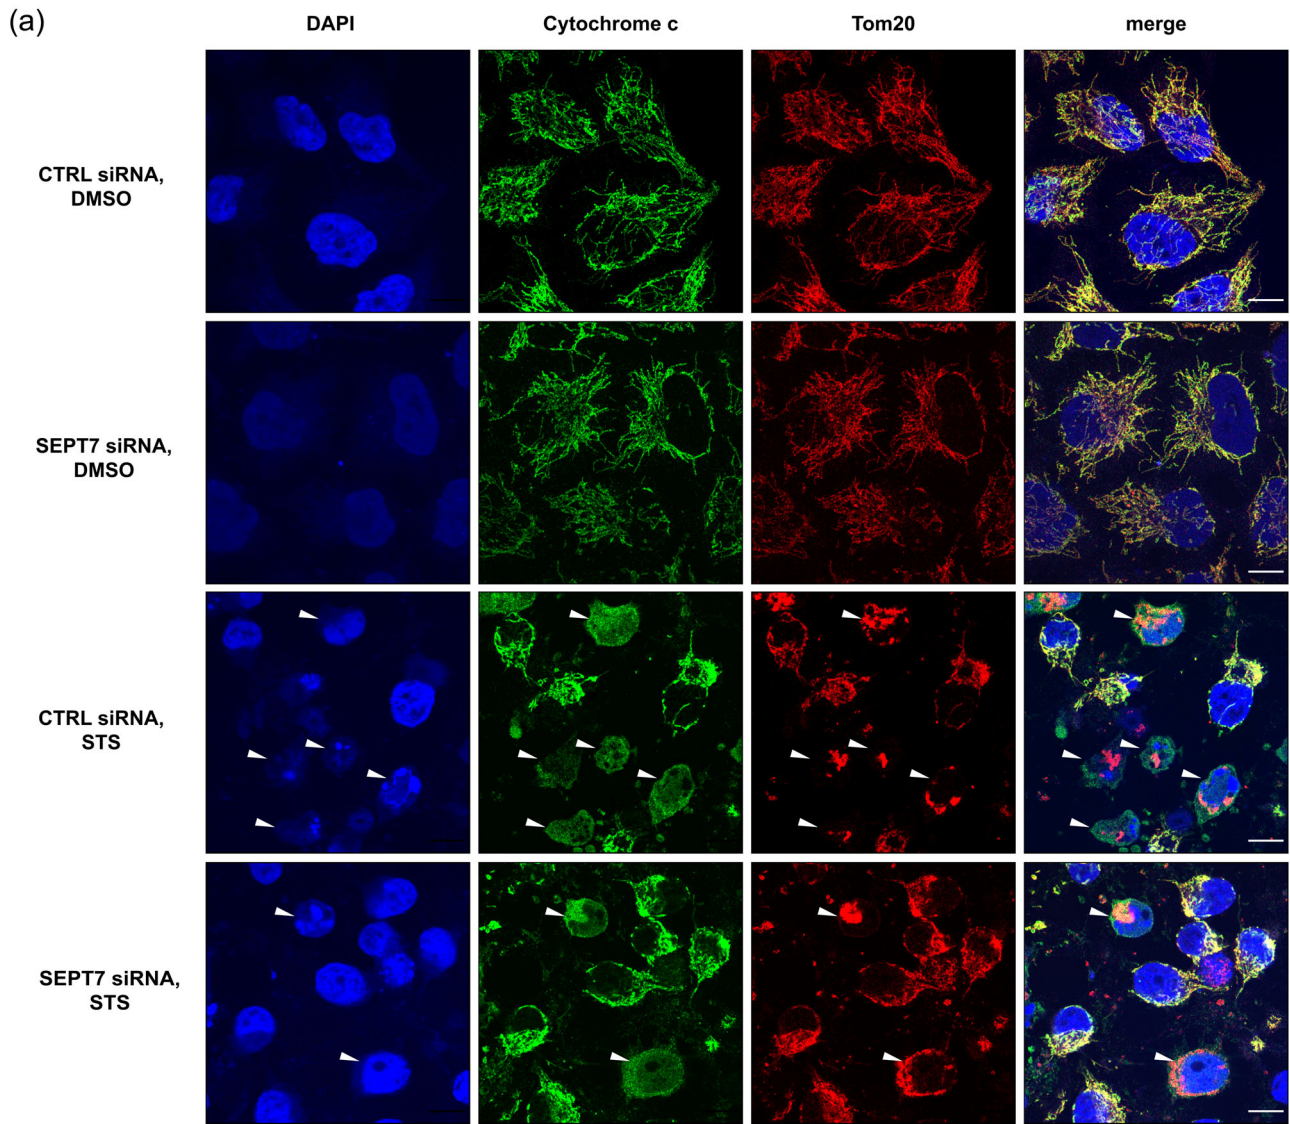 (a)
DAPI
Cytochrome c
Tom20
merge
CTRL siRNA,
DMSO
SEPT7 siRNA,
DMSO
CTRL siRNA,
STS
SEPT7 siRNA,
STS